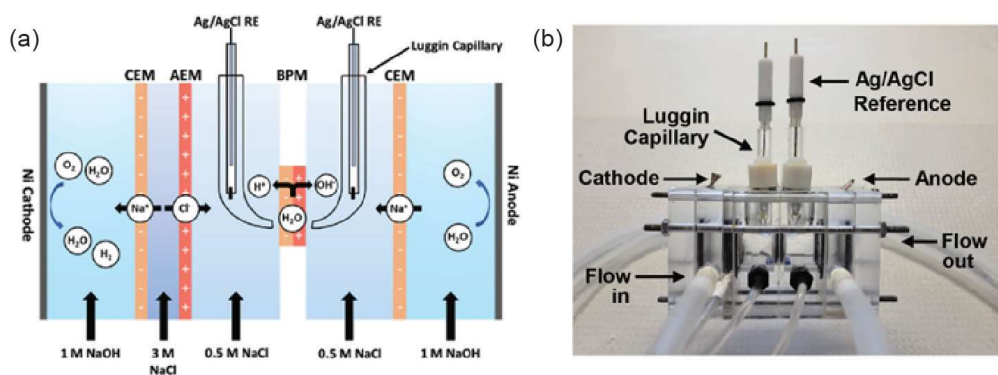 (a)
Ag/AgCl RE
Ag/AgCl RE
Luggin Capillary
CEM
AEM
BPM
CEM
Ni Cathode
Ni Anode
O₂
H₂O
H₂O
H₂
Na⁺
Cl⁻
H⁺
OH⁻
H₂O
Na⁺
O₂
H₂O
1 M NaOH
3 M
NaCl
0.5 M NaCl
0.5 M NaCl
1 M NaOH
(b)
Ag/AgCl
Reference
Luggin
Capillary
Cathode
Anode
Flow
in
Flow
out